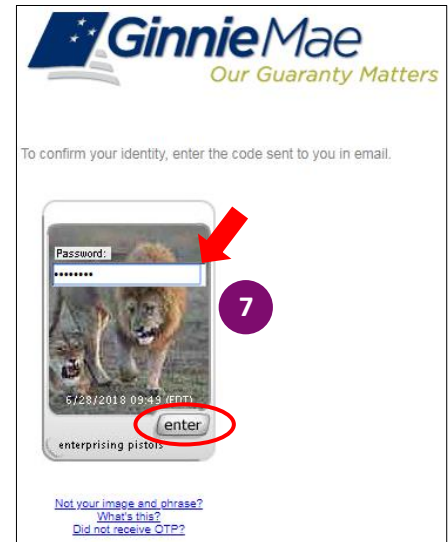 GinnieMae
Our Guaranty Matters
To confirm your identity, enter the code sent to you in email.
Password:
••••••••
7
6/28/2018 09:49 (EDT)
enter
enterprising pistols
Not your image and phrase?
What's this?
Did not receive OTP?